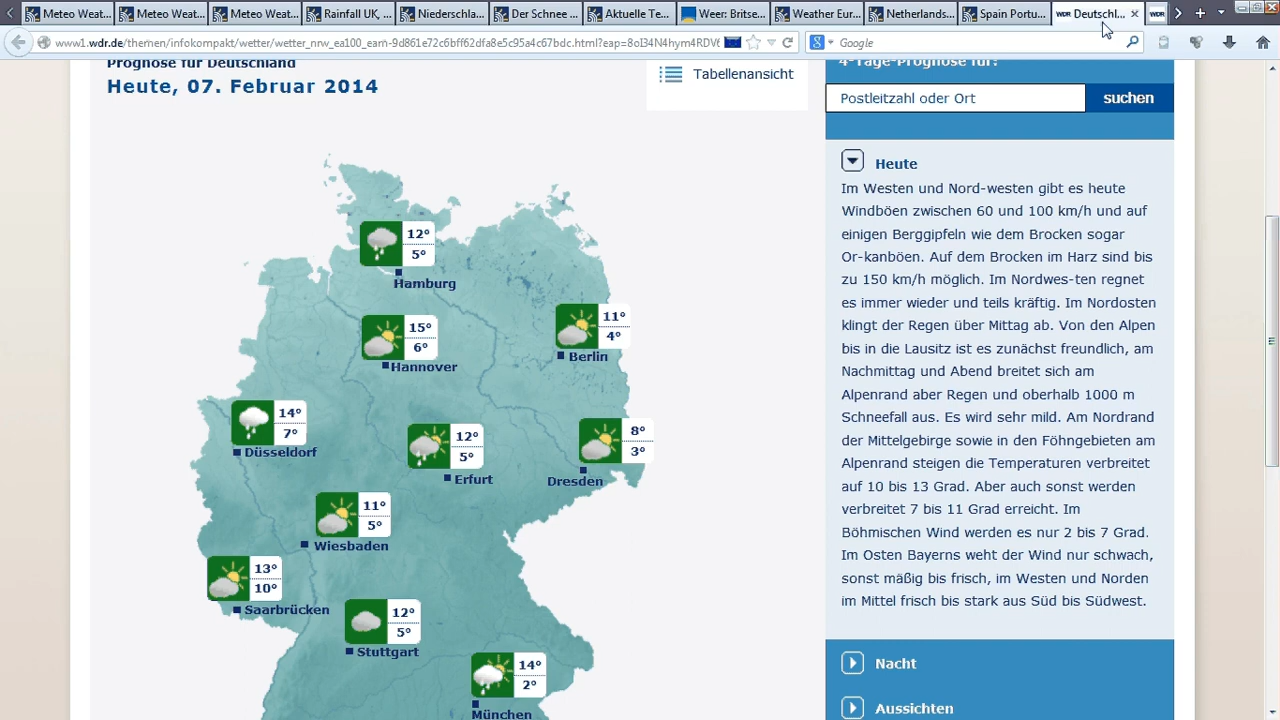 Meteo Weat...
Meteo Weat...
Meteo Weat...
Rainfall UK, ...
Niederschla...
Der Schnee ...
Aktuelle Te...
Weer: Britse...
Weather Eur...
Netherlands...
Spain Portu...
WDR Deutschl...
WDR
www1.wdr.de/themen/infokompakt/wetter/wetter_nrw_ea100_eam-9d861e72c6bff62dfa8e5c95a4c67bdc.html?eap=8oI34N4hym4RDV
Google
Prognose für Deutschland
Heute, 07. Februar 2014
Tabellenansicht
12°
5°
Hamburg
15°
6°
Hannover
11°
4°
Berlin
14°
7°
Düsseldorf
12°
5°
Erfurt
8°
3°
Dresden
11°
5°
Wiesbaden
13°
10°
Saarbrücken
12°
5°
Stuttgart
14°
2°
München
4-Tage-Prognose für:
Postleitzahl oder Ort
suchen
Heute
Im Westen und Nord-westen gibt es heute
Windböen zwischen 60 und 100 km/h und auf
einigen Berggipfeln wie dem Brocken sogar
Or-kanböen. Auf dem Brocken im Harz sind bis
zu 150 km/h möglich. Im Nordwes-ten regnet
es immer wieder und teils kräftig. Im Nordosten
klingt der Regen über Mittag ab. Von den Alpen
bis in die Lausitz ist es zunächst freundlich, am
Nachmittag und Abend breitet sich am
Alpenrand aber Regen und oberhalb 1000 m
Schneefall aus. Es wird sehr mild. Am Nordrand
der Mittelgebirge sowie in den Föhngebieten am
Alpenrand steigen die Temperaturen verbreitet
auf 10 bis 13 Grad. Aber auch sonst werden
verbreitet 7 bis 11 Grad erreicht. Im
Böhmischen Wind werden es nur 2 bis 7 Grad.
Im Osten Bayerns weht der Wind nur schwach,
sonst mäßig bis frisch, im Westen und Norden
im Mittel frisch bis stark aus Süd bis Südwest.
Nacht
Aussichten